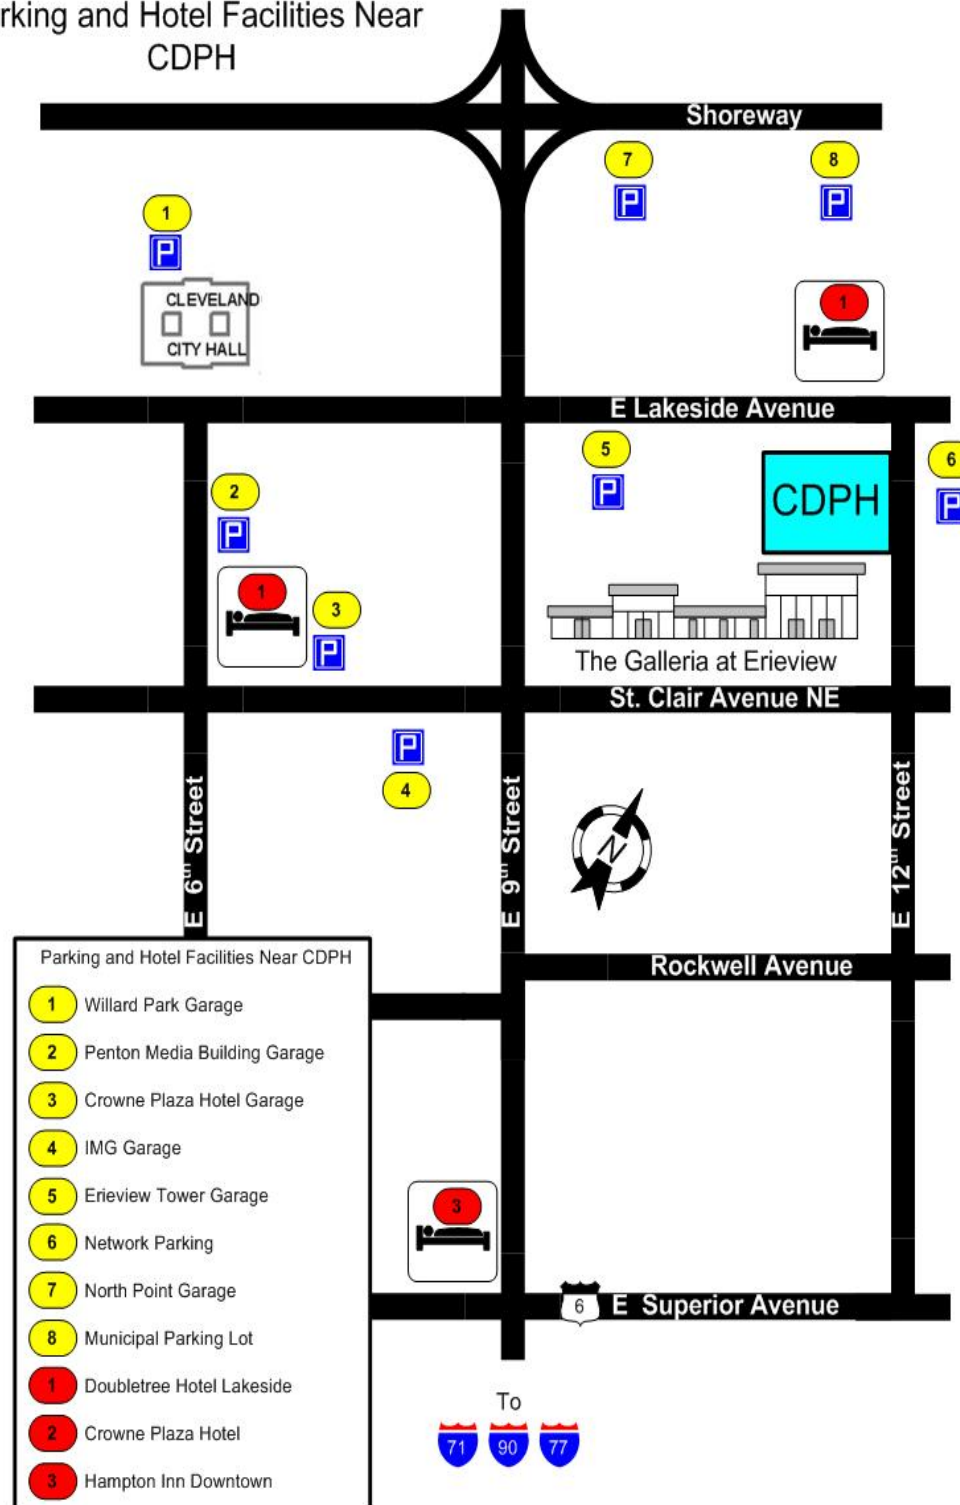 rking and Hotel Facilities Near
CDPH
Shoreway
7
8
1
P
P
P
CLEVELAND
CITY HALL
1
E Lakeside Avenue
5
6
P
P
CDPH
2
P
1
3
P
The Galleria at Erieview
St. Clair Avenue NE
P
4
E 6th Street
E 9th Street
E 12th Street
N
Rockwell Avenue
Parking and Hotel Facilities Near CDPH
1 Willard Park Garage
2 Penton Media Building Garage
3 Crowne Plaza Hotel Garage
4 IMG Garage
5 Erieview Tower Garage
6 Network Parking
7 North Point Garage
8 Municipal Parking Lot
1 Doubletree Hotel Lakeside
2 Crowne Plaza Hotel
3 Hampton Inn Downtown
3
6 E Superior Avenue
To
71 90 77